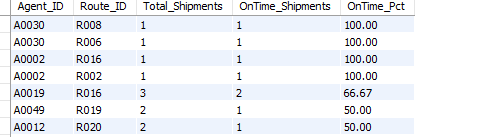 Agent_ID Route_ID Total_Shipments OnTime_Shipments OnTime_Pct
A0030 R008 1 1 100.00
A0030 R006 1 1 100.00
A0002 R016 1 1 100.00
A0002 R002 1 1 100.00
A0019 R016 3 2 66.67
A0049 R019 2 1 50.00
A0012 R020 2 1 50.00